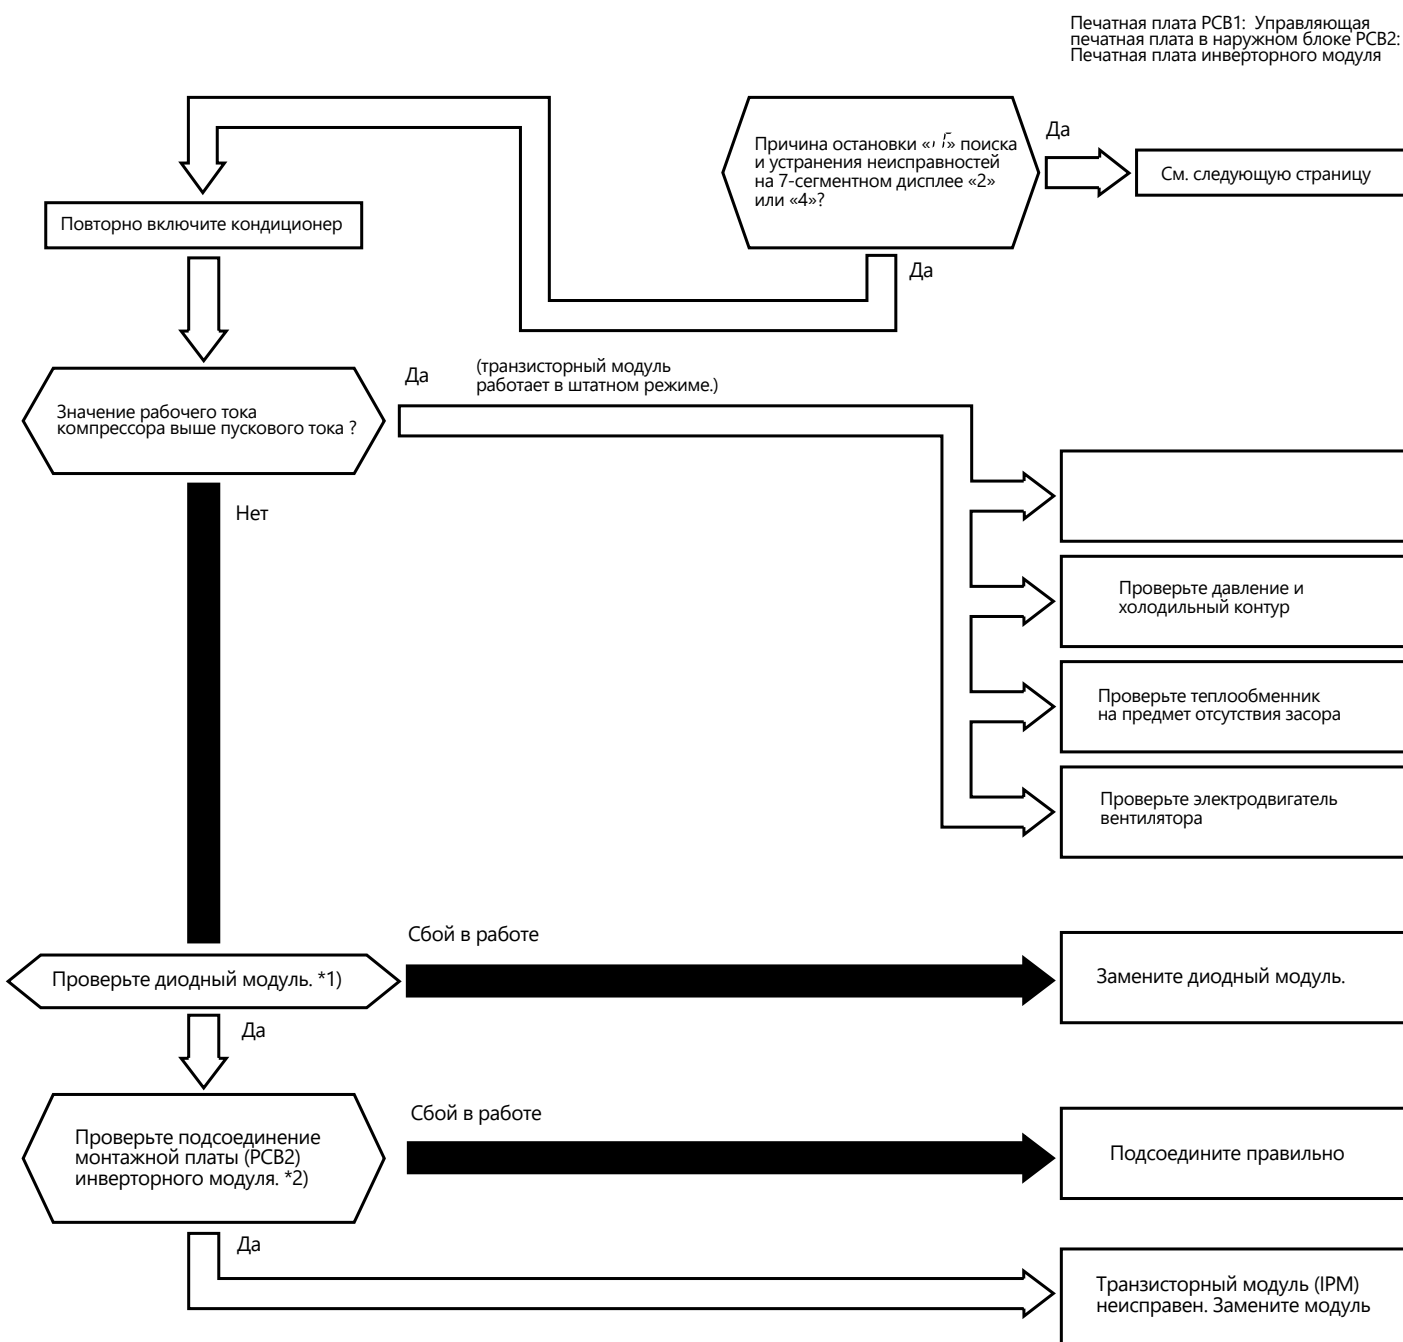 Печатная плата PCB1: Управляющая
печатная плата в наружном блоке PCB2:
Печатная плата инверторного модуля
Причина остановки «» поиска
и устранения неисправностей
на 7-сегментном дисплее «2»
или «4»?
Да
См. следующую страницу
Да
Повторно включите кондиционер
Значение рабочего тока
компрессора выше пускового тока ?
Да
(транзисторный модуль
работает в штатном режиме.)
Нет
Проверьте давление и
холодильный контур
Проверьте теплообменник
на предмет отсутствия засора
Проверьте электродвигатель
вентилятора
Проверьте диодный модуль. *1)
Сбой в работе
Замените диодный модуль.
Да
Проверьте подсоединение
монтажной платы (PCB2)
инверторного модуля. *2)
Сбой в работе
Подсоедините правильно
Да
Транзисторный модуль (IPM)
неисправен. Замените модуль